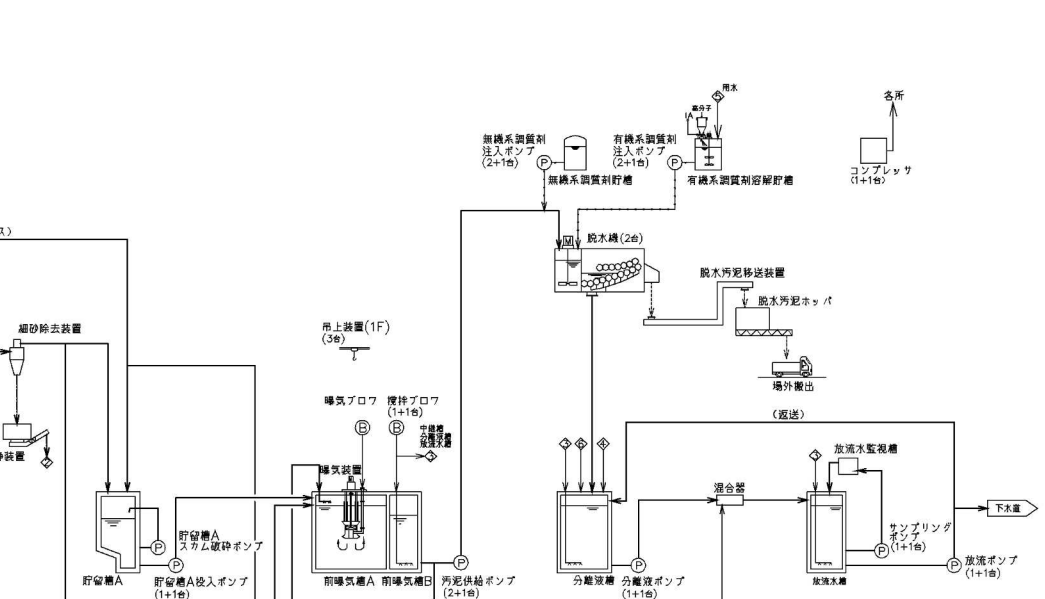 用水
各所
高分子
A
5
無機系調質剤
注入ポンプ
(2+1台)
P
有機系調質剤
注入ポンプ
(2+1台)
P
無機系調質剤貯槽
有機系調質剤溶解貯槽
コンプレッサ
(1+1台)
ス)
M
脱水機(2台)
脱水汚泥移送装置
脱水汚泥ホッパ
細砂除去装置
吊上装置(1F)
(3台)
場外搬出
曝気ブロワ
撹拌ブロワ
(1+1台)
(返送)
B
B
中継槽
分離液槽
放流水槽
3
装置
3
6
4
曝気装置
放流水監視槽
3
混合器
下水道
貯留槽A
スカム破砕ポンプ
P
P
P
P
P
P
サンプリング
ポンプ
(1+1台)
放流ポンプ
(1+1台)
貯留槽A
貯留槽A投入ポンプ
(1+1台)
前曝気槽A
前曝気槽B
汚泥供給ポンプ
(2+1台)
分離液槽
分離液ポンプ
(1+1台)
放流水槽